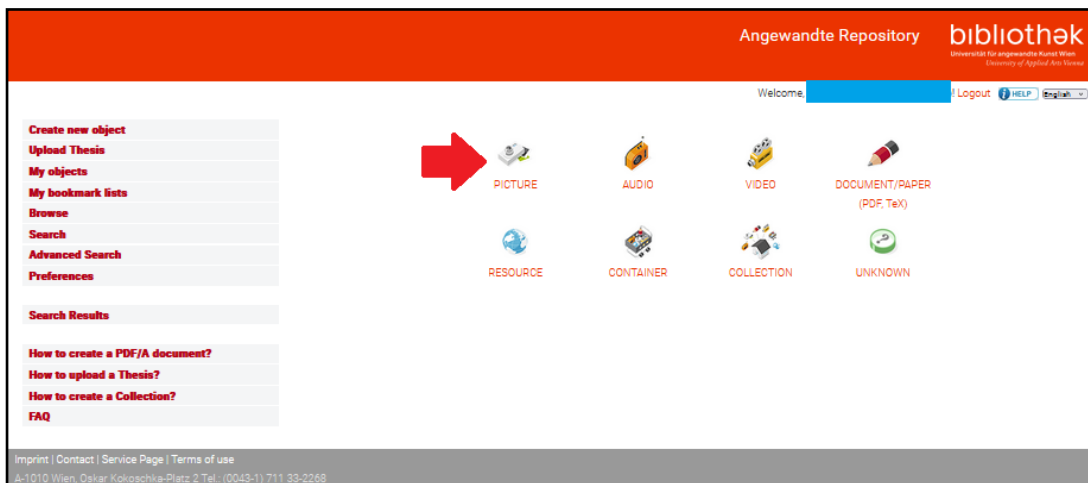 Angewandte Repository
bıblıothək
Universität für angewandte Kunst Wien
University of Applied Arts Vienna
Welcome,
! Logout
HELP
English
Create new object
Upload Thesis
My objects
My bookmark lists
Browse
Search
Advanced Search
Preferences
Search Results
How to create a PDF/A document?
How to upload a Thesis?
How to create a Collection?
FAQ
PICTURE
AUDIO
VIDEO
DOCUMENT/PAPER
(PDF, TeX)
RESOURCE
CONTAINER
COLLECTION
UNKNOWN
Imprint | Contact | Service Page | Terms of use
A-1010 Wien, Oskar Kokoschka-Platz 2 Tel.: (0043-1) 711 33-2268